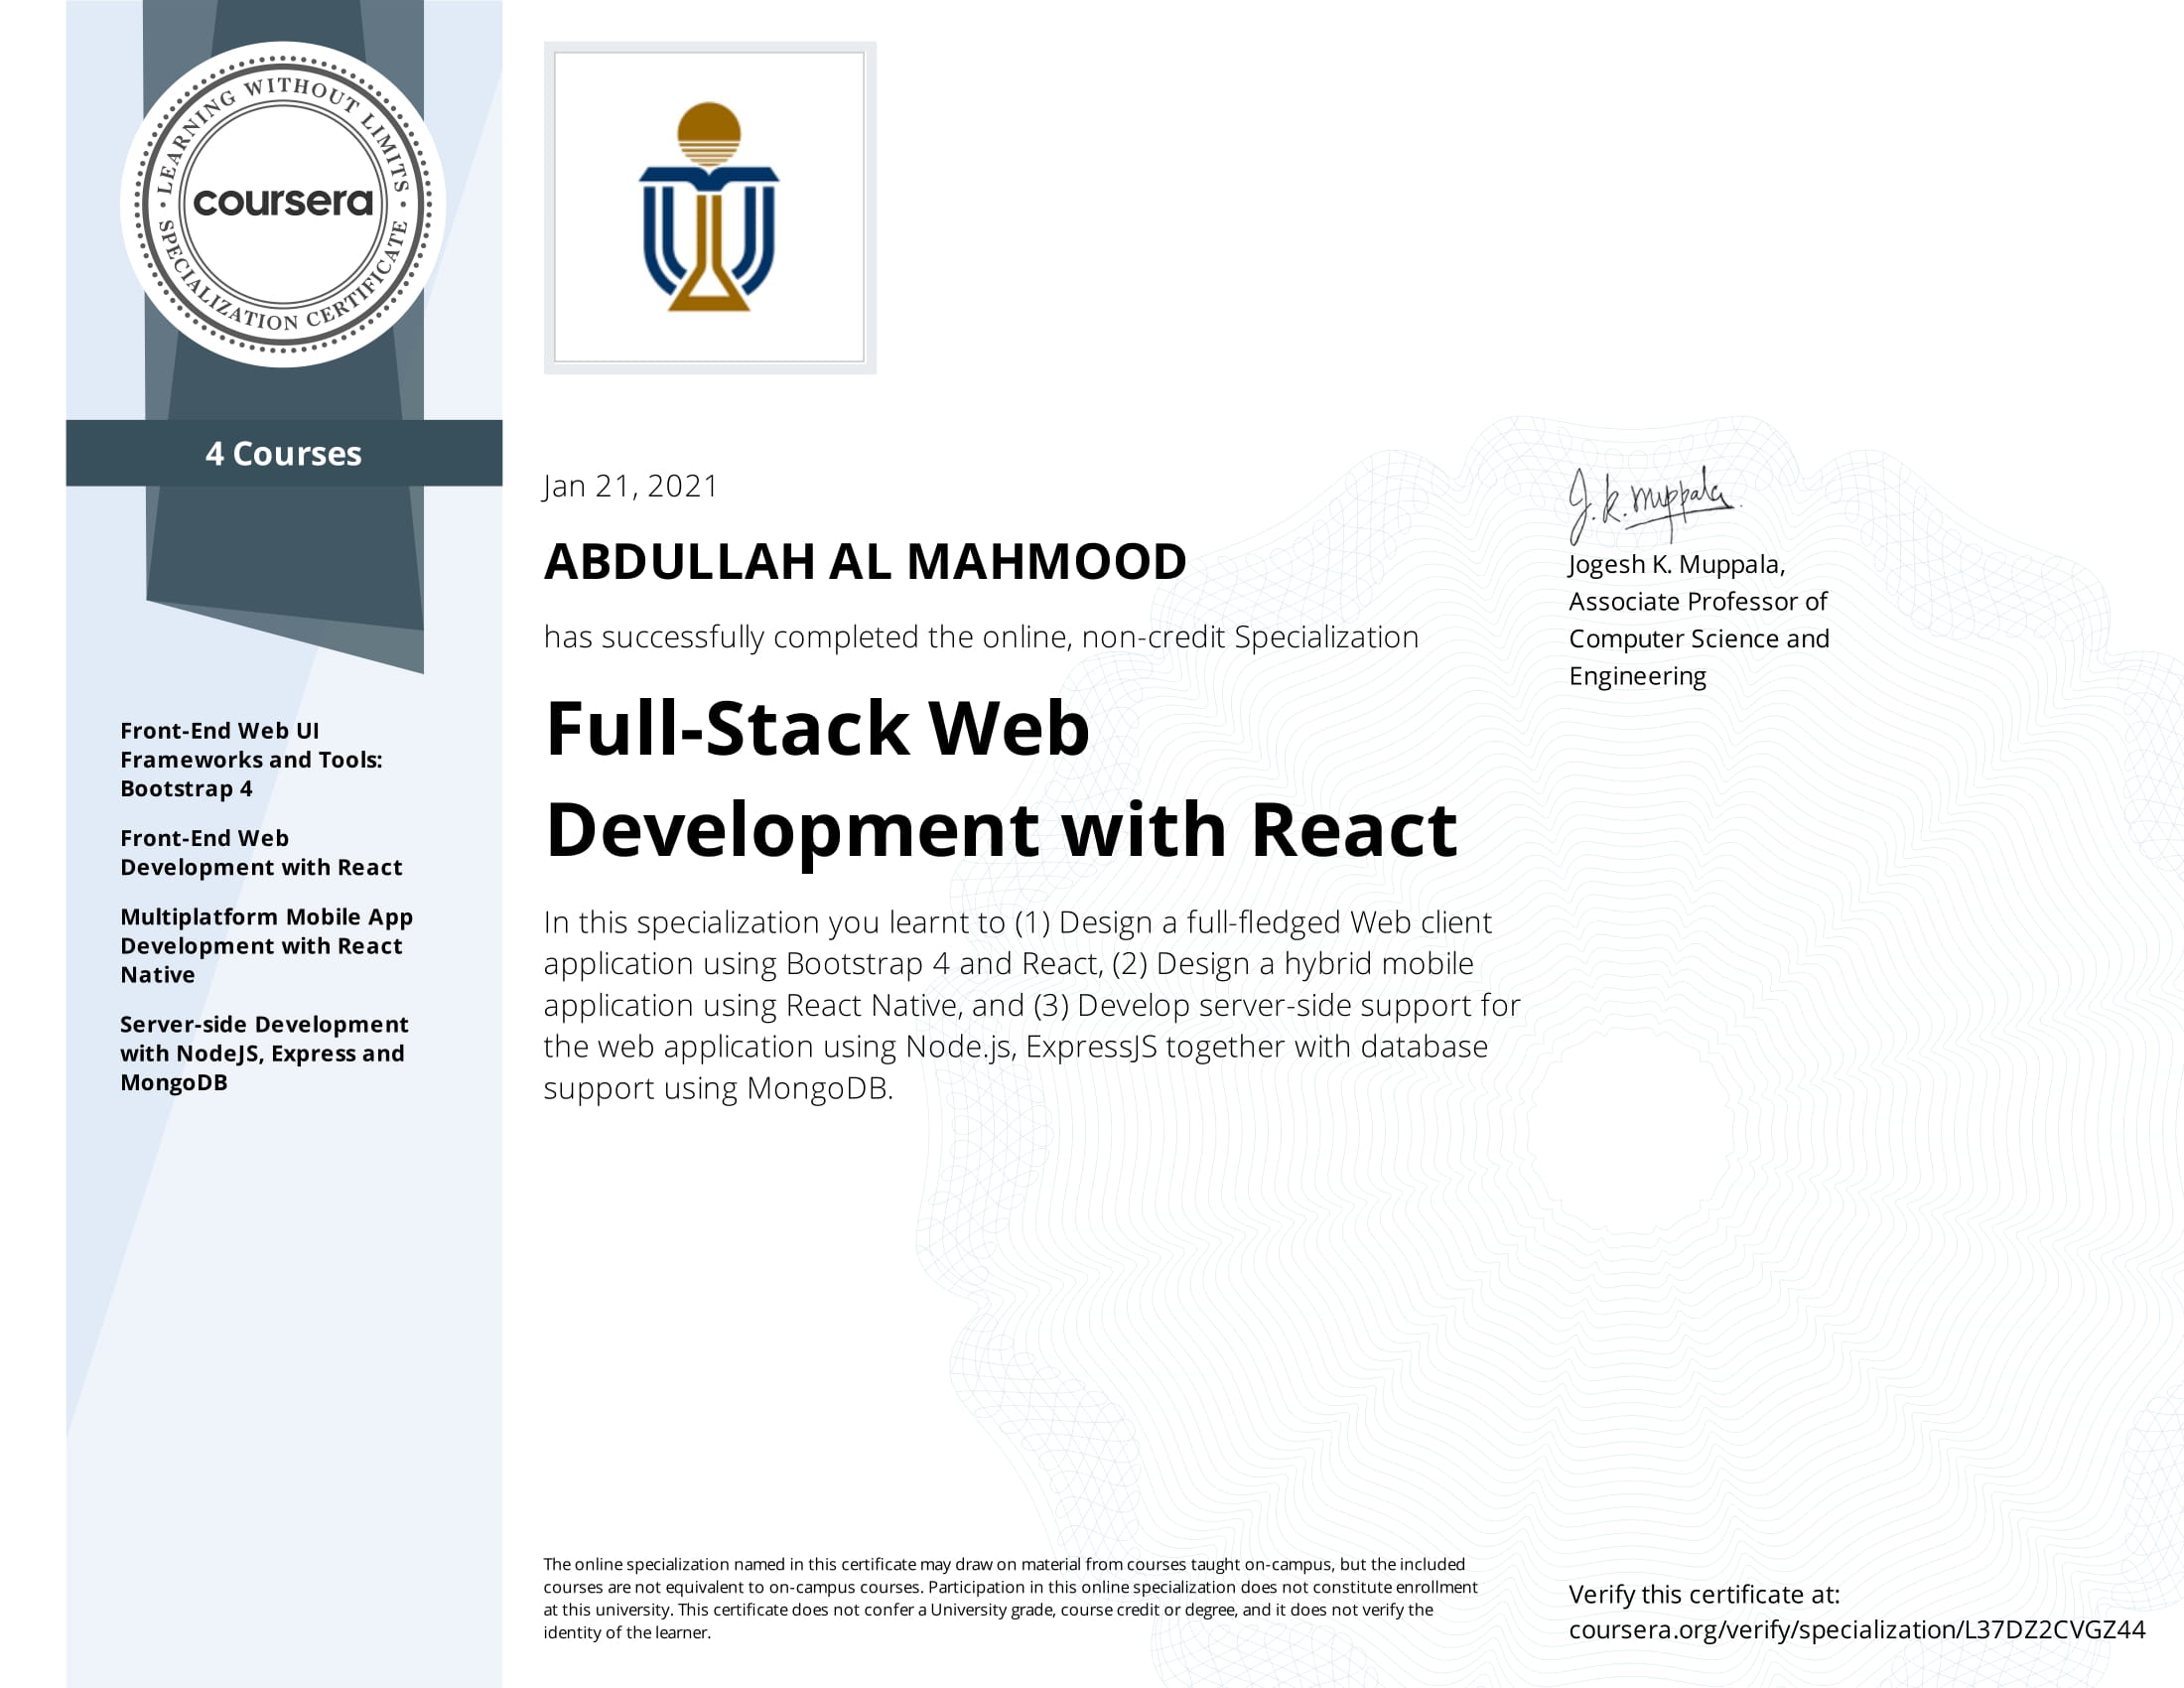 LEARNING WITHOUT LIMITS
coursera
SPECIALIZATION CERTIFICATE
4 Courses
Front-End Web UI
Frameworks and Tools:
Bootstrap 4
Front-End Web
Development with React
Multiplatform Mobile App
Development with React
Native
Server-side Development
with NodeJS, Express and
MongoDB
Jan 21, 2021
ABDULLAH AL MAHMOOD
has successfully completed the online, non-credit Specialization
Full-Stack Web
Development with React
In this specialization you learnt to (1) Design a full-fledged Web client
application using Bootstrap 4 and React, (2) Design a hybrid mobile
application using React Native, and (3) Develop server-side support for
the web application using Node.js, ExpressJS together with database
support using MongoDB.
J. K. Muppala
Jogesh K. Muppala,
Associate Professor of
Computer Science and
Engineering
The online specialization named in this certificate may draw on material from courses taught on-campus, but the included
courses are not equivalent to on-campus courses. Participation in this online specialization does not constitute enrollment
at this university. This certificate does not confer a University grade, course credit or degree, and it does not verify the
identity of the learner.
Verify this certificate at:
coursera.org/verify/specialization/L37DZ2CVGZ44